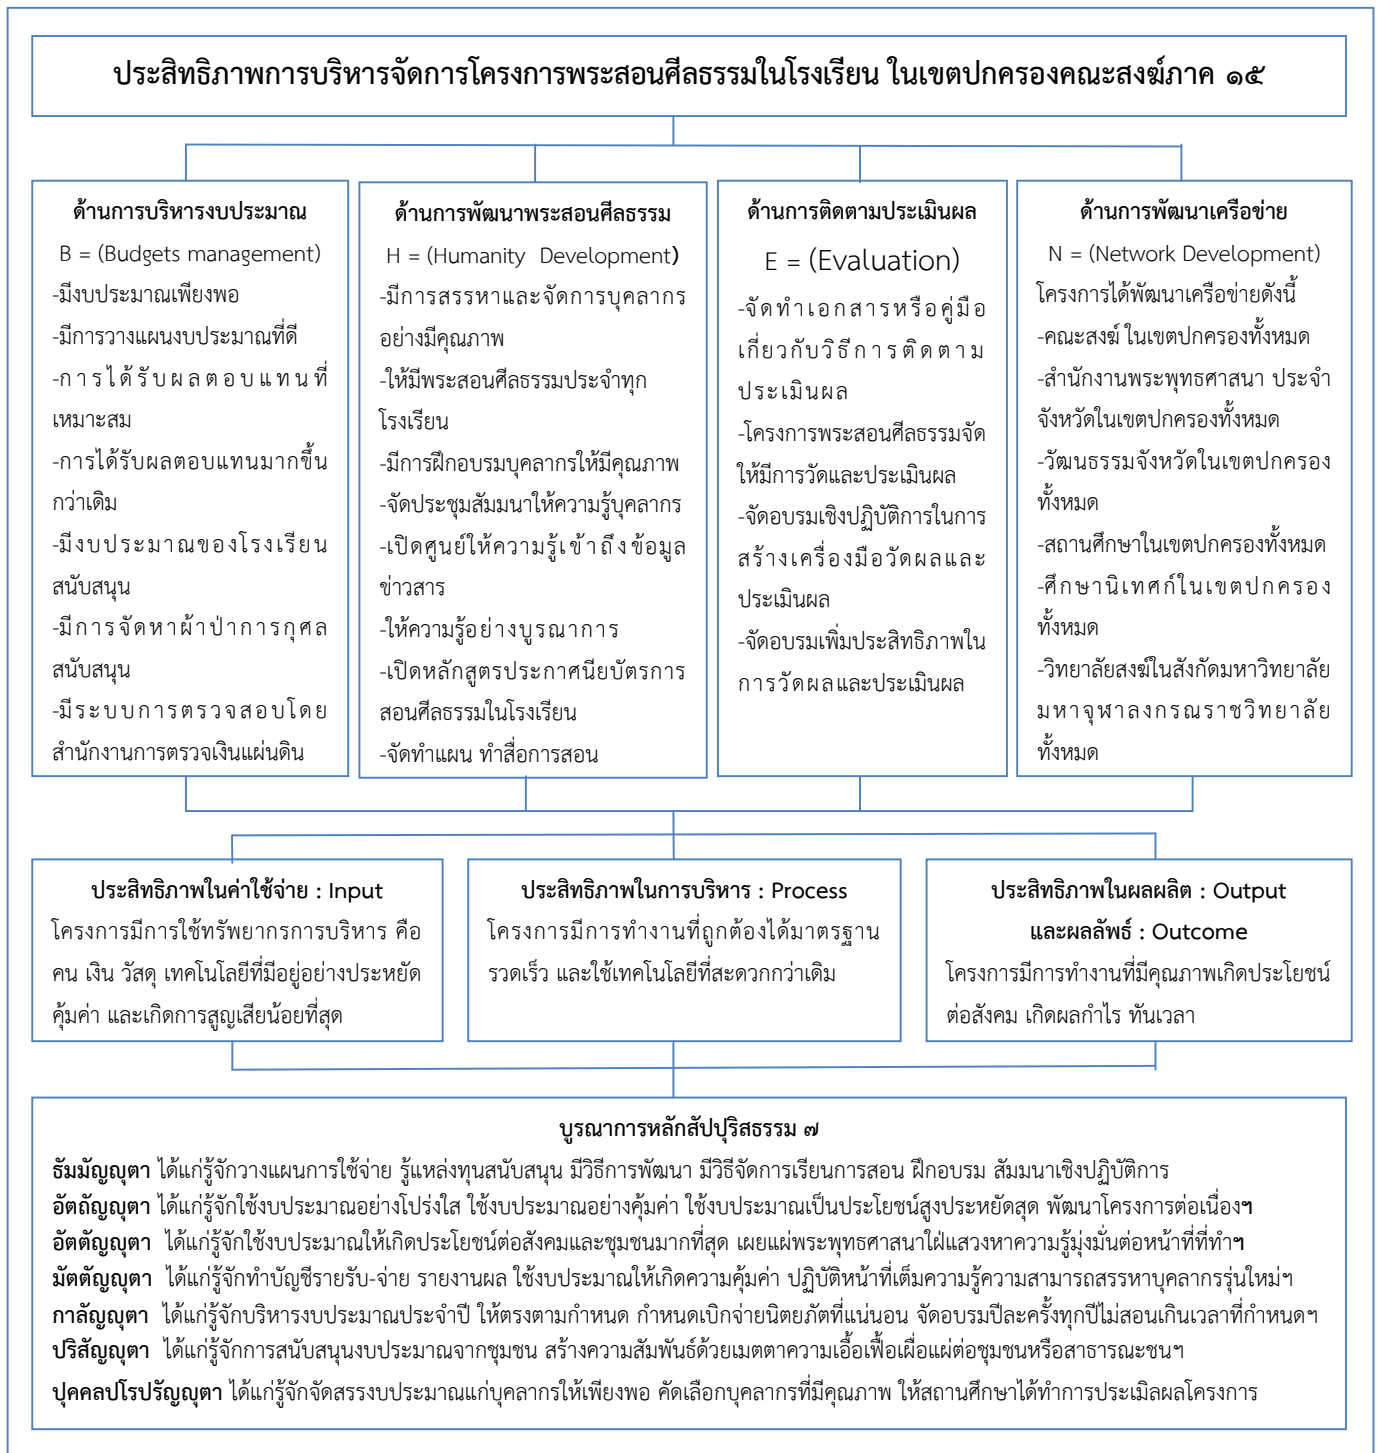 ประสิทธิภาพการบริหารจัดการโครงการพระสอนศีลธรรมในโรงเรียน ในเขตปกครองคณะสงฆ์ภาค ๑๕
ด้านการบริหารงบประมาณ
B = (Budgets management)
-มีงบประมาณเพียงพอ
-มีการวางแผนงบประมาณที่ดี
-การได้รับผลตอบแทนที่
เหมาะสม
-การได้รับผลตอบแทนมากขึ้น
กว่าเดิม
-มีงบประมาณของโรงเรียน
สนับสนุน
-มีการจัดหาผ้าป่าการกุศล
สนับสนุน
-มีระบบการตรวจสอบโดย
สำนักงานการตรวจเงินแผ่นดิน
ด้านการพัฒนาพระสอนศีลธรรม
H = (Humanity Development)
-มีการสรรหาและจัดการบุคลากร
อย่างมีคุณภาพ
-ให้มีพระสอนศีลธรรมประจำทุก
โรงเรียน
-มีการฝึกอบรมบุคลากรให้มีคุณภาพ
-จัดประชุมสัมมนาให้ความรู้บุคลากร
-เปิดศูนย์ให้ความรู้เข้าถึงข้อมูล
ข่าวสาร
-ให้ความรู้อย่างบูรณาการ
-เปิดหลักสูตรประกาศนียบัตรการ
สอนศีลธรรมในโรงเรียน
-จัดทำแผน ทำสื่อการสอน
ด้านการติดตามประเมินผล
E = (Evaluation)
-จัดทำเอกสารหรือคู่มือ
เกี่ยวกับวิธีการติดตาม
ประเมินผล
-โครงการพระสอนศีลธรรมจัด
ให้มีการวัดและประเมินผล
-จัดอบรมเชิงปฏิบัติการในการ
สร้างเครื่องมือวัดผลและ
ประเมินผล
-จัดอบรมเพิ่มประสิทธิภาพใน
การวัดผลและประเมินผล
ด้านการพัฒนาเครือข่าย
N = (Network Development)
โครงการได้พัฒนาเครือข่ายดังนี้
-คณะสงฆ์ ในเขตปกครองทั้งหมด
-สำนักงานพระพุทธศาสนา ประจำ
จังหวัดในเขตปกครองทั้งหมด
-วัฒนธรรมจังหวัดในเขตปกครอง
ทั้งหมด
-สถานศึกษาในเขตปกครองทั้งหมด
-ศึกษานิเทศก์ในเขตปกครอง
ทั้งหมด
-วิทยาลัยสงฆ์ในสังกัดมหาวิทยาลัย
มหาจุฬาลงกรณราชวิทยาลัย
ทั้งหมด
ประสิทธิภาพในค่าใช้จ่าย : Input
โครงการมีการใช้ทรัพยากรการบริหาร คือ
คน เงิน วัสดุ เทคโนโลยีที่มีอยู่อย่างประหยัด
คุ้มค่า และเกิดการสูญเสียน้อยที่สุด
ประสิทธิภาพในการบริหาร : Process
โครงการมีการทำงานที่ถูกต้องได้มาตรฐาน
รวดเร็ว และใช้เทคโนโลยีที่สะดวกกว่าเดิม
ประสิทธิภาพในผลผลิต : Output
และผลลัพธ์ : Outcome
โครงการมีการทำงานที่มีคุณภาพเกิดประโยชน์
ต่อสังคม เกิดผลกำไร ทันเวลา
บูรณาการหลักสัปปุริสธรรม ๗
ธัมมัญญุตา ได้แก่รู้จักวางแผนการใช้จ่าย รู้แหล่งทุนสนับสนุน มีวิธีการพัฒนา มีวิธีจัดการเรียนการสอน ฝึกอบรม สัมมนาเชิงปฏิบัติการ
อัตถัญญุตา ได้แก่รู้จักใช้งบประมาณอย่างโปร่งใส ใช้งบประมาณอย่างคุ้มค่า ใช้งบประมาณเป็นประโยชน์สูงประหยัดสุด พัฒนาโครงการต่อเนื่องฯ
อัตตัญญุตา ได้แก่รู้จักใช้งบประมาณให้เกิดประโยชน์ต่อสังคมและชุมชนมากที่สุด เผยแผ่พระพุทธศาสนาใฝ่แสวงหาความรู้มุ่งมั่นต่อหน้าที่ที่ทำฯ
มัตตัญญุตา ได้แก่รู้จักทำบัญชีรายรับ-จ่าย รายงานผล ใช้งบประมาณให้เกิดความคุ้มค่า ปฏิบัติหน้าที่เต็มความรู้ความสามารถสรรหาบุคลากรรุ่นใหม่ฯ
กาลัญญุตา ได้แก่รู้จักบริหารงบประมาณประจำปี ให้ตรงตามกำหนด กำหนดเบิกจ่ายนิตยภัตที่แน่นอน จัดอบรมปีละครั้งทุกปีไม่สอนเกินเวลาที่กำหนดฯ
ปริสัญญุตา ได้แก่รู้จักการสนับสนุนงบประมาณจากชุมชน สร้างความสัมพันธ์ด้วยเมตตาความเอื้อเฟื้อเผื่อแผ่ต่อชุมชนหรือสาธารณะชนฯ
ปุคคลปโรปรัญญุตา ได้แก่รู้จักจัดสรรงบประมาณแก่บุคลากรให้เพียงพอ คัดเลือกบุคลากรที่มีคุณภาพ ให้สถานศึกษาได้ทำการประเมิลผลโครงการ